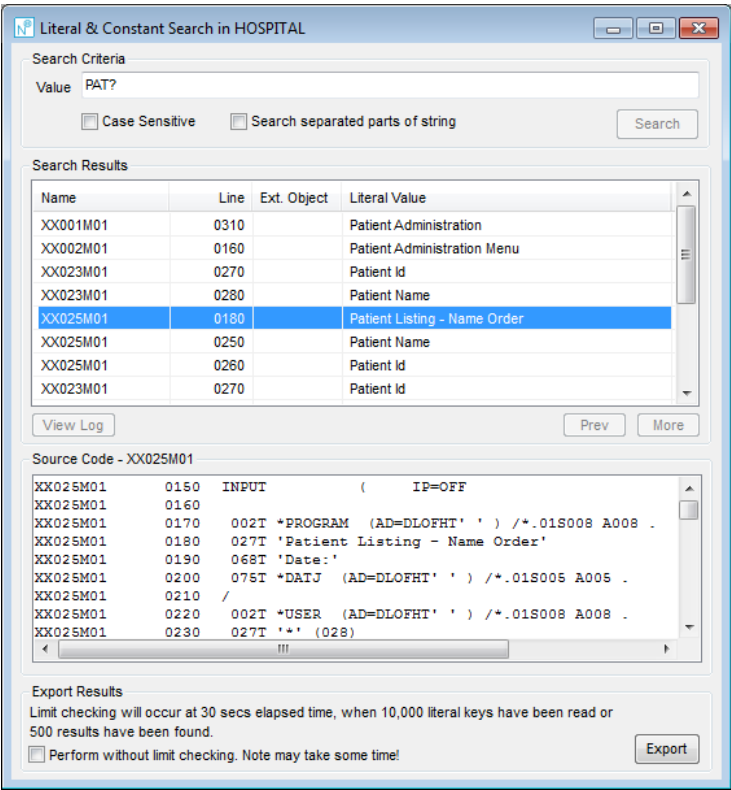 Literal & Constant Search in HOSPITAL
Search Criteria
Value PAT?
Case Sensitive Search separated parts of string Search
Search Results
Name Line Ext. Object Literal Value
XX001M01 0310 Patient Administration
XX002M01 0160 Patient Administration Menu
XX023M01 0270 Patient Id
XX023M01 0280 Patient Name
XX025M01 0180 Patient Listing - Name Order
XX025M01 0250 Patient Name
XX025M01 0260 Patient Id
XX023M01 0270 Patient Id
View Log Prev More
Source Code - XX025M01
XX025M01 0150 INPUT ( IP=OFF
XX025M01 0160
XX025M01 0170 002T *PROGRAM (AD=DLOFHT' ' ) /*.01S008 A008 .
XX025M01 0180 027T 'Patient Listing - Name Order'
XX025M01 0190 068T 'Date:'
XX025M01 0200 075T *DATJ (AD=DLOFHT' ' ) /*.01S005 A005 .
XX025M01 0210 /
XX025M01 0220 002T *USER (AD=DLOFHT' ' ) /*.01S008 A008 .
XX025M01 0230 027T '*' (028)
Export Results
Limit checking will occur at 30 secs elapsed time, when 10,000 literal keys have been read or
500 results have been found.
Perform without limit checking. Note may take some time! Export